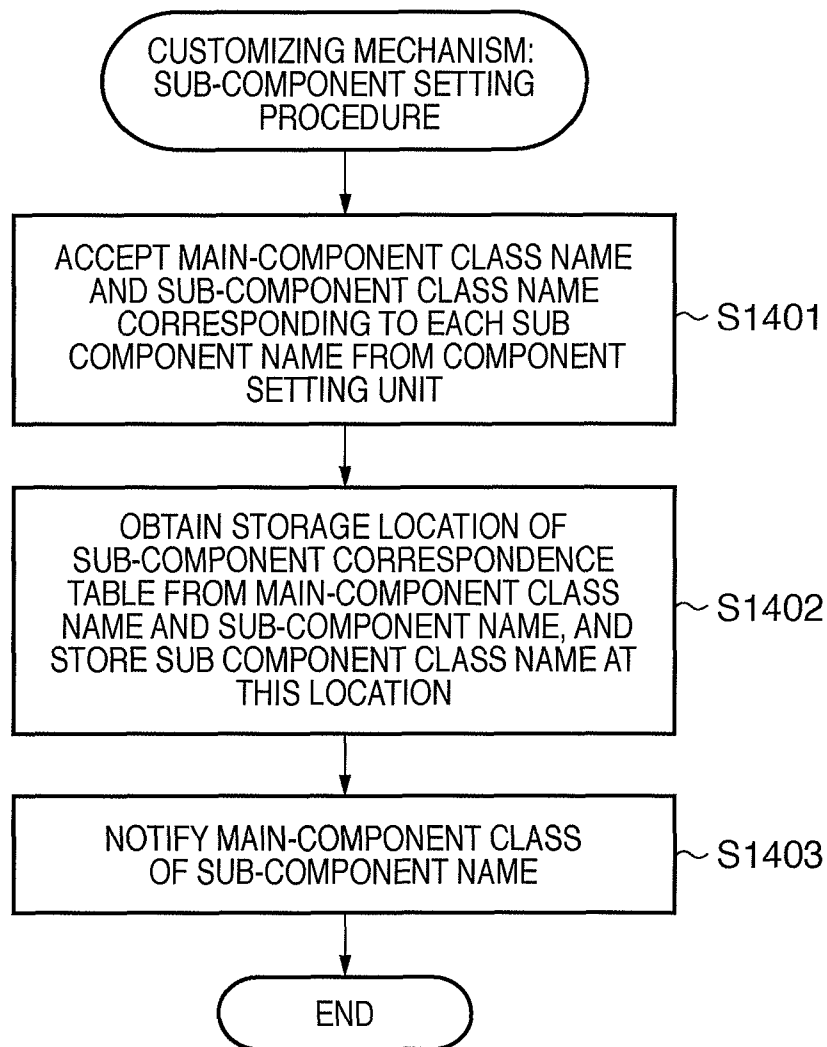 CUSTOMIZING MECHANISM:
SUB-COMPONENT SETTING
PROCEDURE
ACCEPT MAIN-COMPONENT CLASS NAME
AND SUB-COMPONENT CLASS NAME
CORRESPONDING TO EACH SUB
COMPONENT NAME FROM COMPONENT
SETTING UNIT
S1401
OBTAIN STORAGE LOCATION OF
SUB-COMPONENT CORRESPONDENCE
TABLE FROM MAIN-COMPONENT CLASS
NAME AND SUB-COMPONENT NAME, AND
STORE SUB COMPONENT CLASS NAME AT
THIS LOCATION
S1402
NOTIFY MAIN-COMPONENT CLASS
OF SUB-COMPONENT NAME
S1403
END